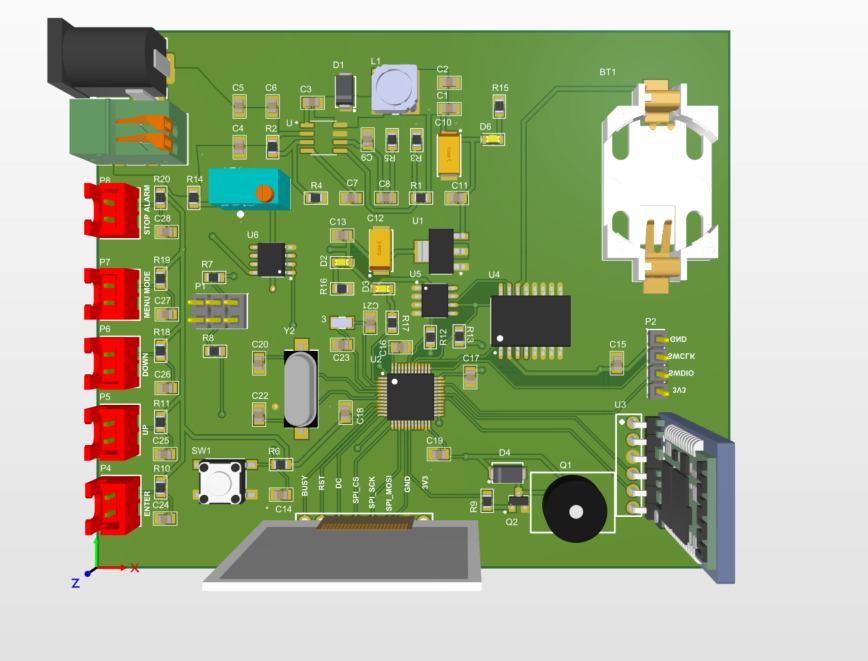 D1
L1
C2
BT1
C5
C6
C3
C1
R15
C10
U
C4
R2
D6
C9
R5
R3
P8
R20
R14
STOP ALARM
R4
C7
C8
R1
C11
C28
C13
C12
U1
U6
P7
R19
R7
D2
U5
U4
MENU MODE
P1
R16
D3
C27
C21
P2
3
R17
GND
P6
R18
Y2
R12
R13
SWCLK
R8
C20
C23
C16
C17
C15
DOWN
SWDIO
C26
3V3
P5
R11
C22
C18
U3
UP
C25
SW1
R6
C19
D4
Q1
P4
R10
BUSY
RST
DC
SPI_CS
SPI_SCK
SPI_MOSI
GND
3V3
ENTER
C24
C14
R9
Q2
Z
X